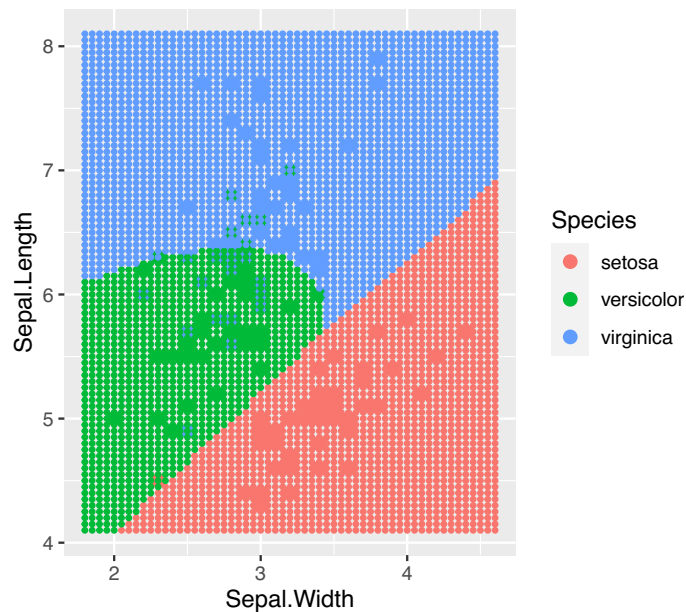 8
7
6
5
4
Sepal.Length
2
3
4
Sepal.Width
Species
setosa
versicolor
virginica